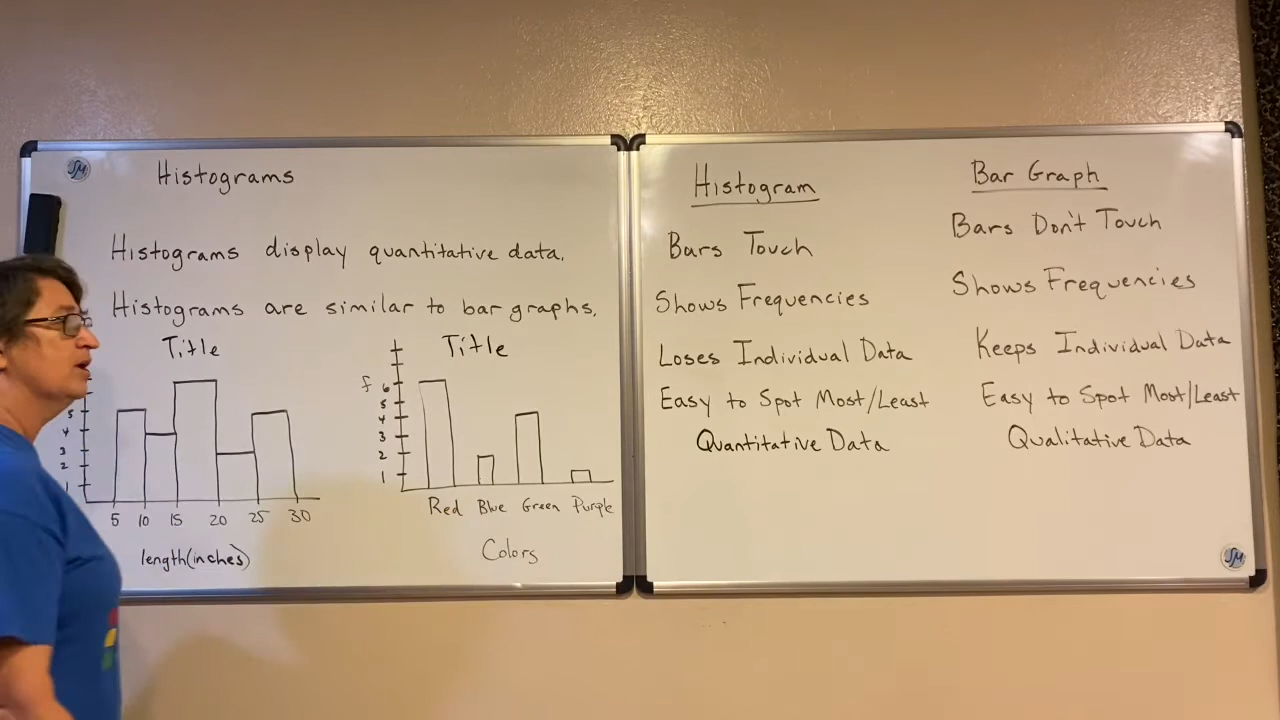 Histograms
Histograms display quantitative data.
Histograms are similar to bar graphs.
Title
5
4
3
2
1
5 10 15 20 25 30
length(inches)
Title
f 6
5
4
3
2
1
Red Blue Green Purple
Colors
Histogram
Bars Touch
Shows Frequencies
Loses Individual Data
Easy to Spot Most/Least
Quantitative Data
Bar Graph
Bars Don't Touch
Shows Frequencies
Keeps Individual Data
Easy to Spot Most/Least
Qualitative Data
SM